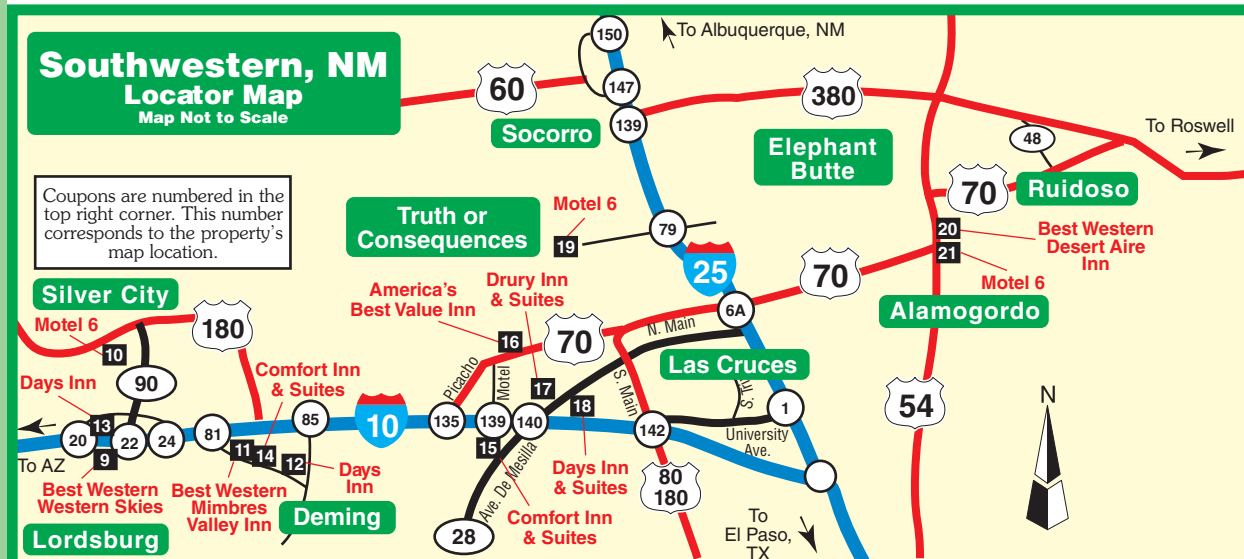 Southwestern, NM
Locator Map
Map Not to Scale
Coupons are numbered in the
top right corner. This number
corresponds to the property's
map location.
150
To Albuquerque, NM
147
60
139
Socorro
380
Elephant
Butte
48
To Roswell
70
Ruidoso
Truth or
Consequences
Motel 6
19
79
25
20
Best Western
Desert Aire
Inn
21
Motel 6
Alamogordo
70
54
Silver City
Motel 6
10
180
90
America's
Best Value Inn
16
Drury Inn
& Suites
17
70
6A
N. Main
Las Cruces
S. Main
Picacho
Motel
Days Inn
13
Comfort Inn
& Suites
20
22
24
81
85
10
135
139
140
18
142
1
University
Ave.
To AZ
9
Best Western
Western Skies
11
14
12
Best Western
Mimbres
Valley Inn
Days
Inn
Deming
Lordsburg
15
Ave. De Mesilla
28
Comfort Inn
& Suites
Days Inn
& Suites
80
180
To
El Paso,
TX
N